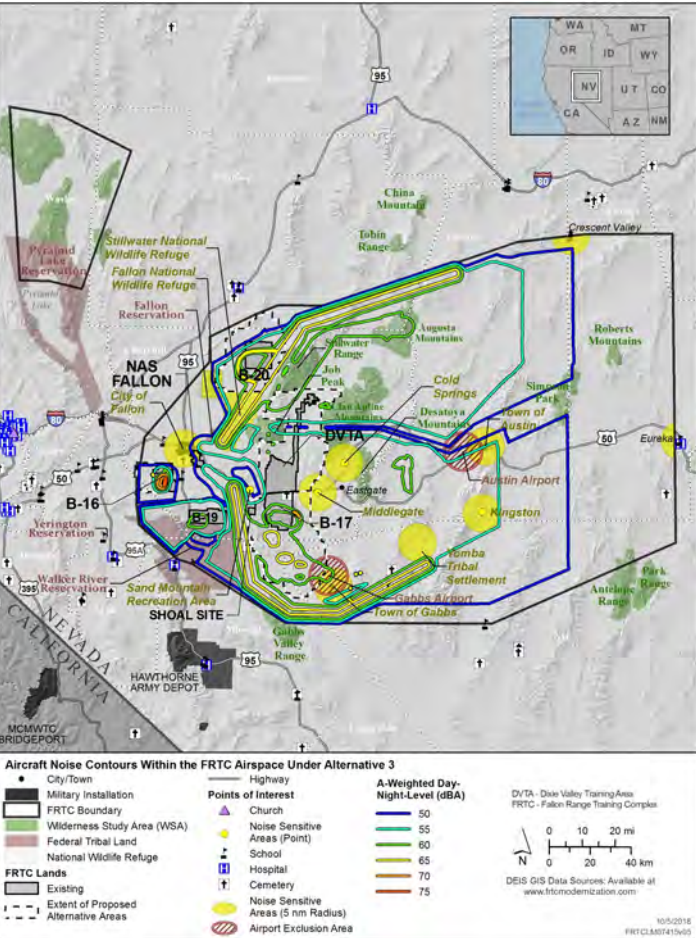 WA
MT
OR
ID
WY
NV
UT
CO
CA
AZ
NM
95
80
China
Mountain
Crescent Valley
Tobin
Range
Stillwater National
Wildlife Refuge
Fallon National
Wildlife Refuge
Pyramid
Lake
Reservation
Pyramid
Lake
Fallon
Reservation
Augusta
Mountains
Roberts
Mountains
Stillwater
Range
95
NAS
FALLON
City of
Fallon
B-20
Job
Peak
Clan Alpine
Mountains
Cold
Springs
Desatoya
Mountains
Simpson
Park
Town of
Austin
DVTA
80
50
50
Eureka
Austin Airport
Eastgate
B-16
B-19
B-17
Middlegate
Kingston
Yerington
Reservation
95A
Walker River
Reservation
395
Yomba
Tribal
Settlement
Sand Mountain
Recreation Area
Gabbs Airport
Town of Gabbs
Park
Range
Antelope
Range
SHOAL SITE
Gabbs
Valley
Range
NEVADA
CALIFORNIA
95
HAWTHORNE
ARMY DEPOT
MCMWTC
BRIDGEPORT
Aircraft Noise Contours Within the FRTC Airspace Under Alternative 3
City/Town
Military Installation
FRTC Boundary
Wilderness Study Area (WSA)
Federal Tribal Land
National Wildlife Refuge
FRTC Lands
Existing
Extent of Proposed
Alternative Areas
Highway
Points of Interest
Church
Noise Sensitive
Areas (Point)
School
Hospital
Cemetery
Noise Sensitive
Areas (5 nm Radius)
Airport Exclusion Area
A-Weighted Day-
Night-Level (dBA)
50
55
60
65
70
75
DVTA - Dixie Valley Training Area
FRTC - Fallon Range Training Complex
N
0 10 20 mi
0 20 40 km
DEIS GIS Data Sources: Available at
www.frtcmodernization.com
10/5/2018
FRTCLM07415v05